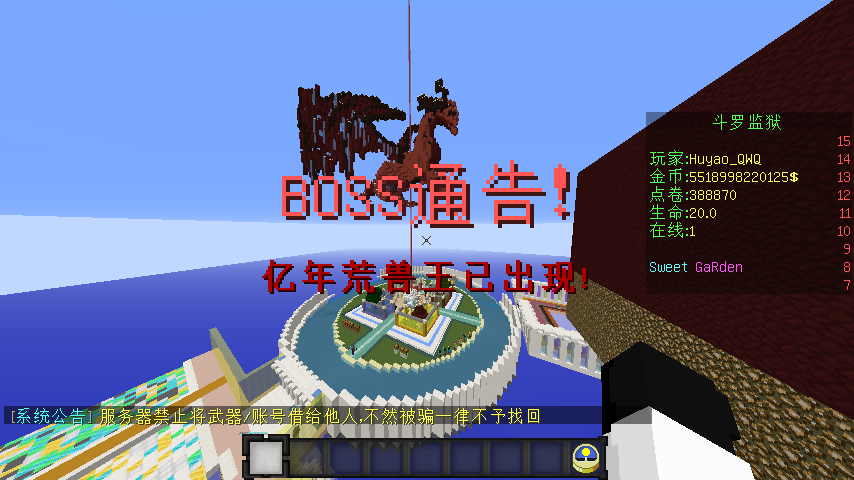 斗罗监狱
15
玩家:Huyao_QWQ 14
金币:5518998220125$ 13
点卷:388870 12
生命:20.0 11
在线:1 10
9
Sweet GaRden 8
7
BOSS通告!
亿年荒兽王已出现!
[系统公告] 服务器禁止将武器/账号借给他人,不然被骗一律不予找回